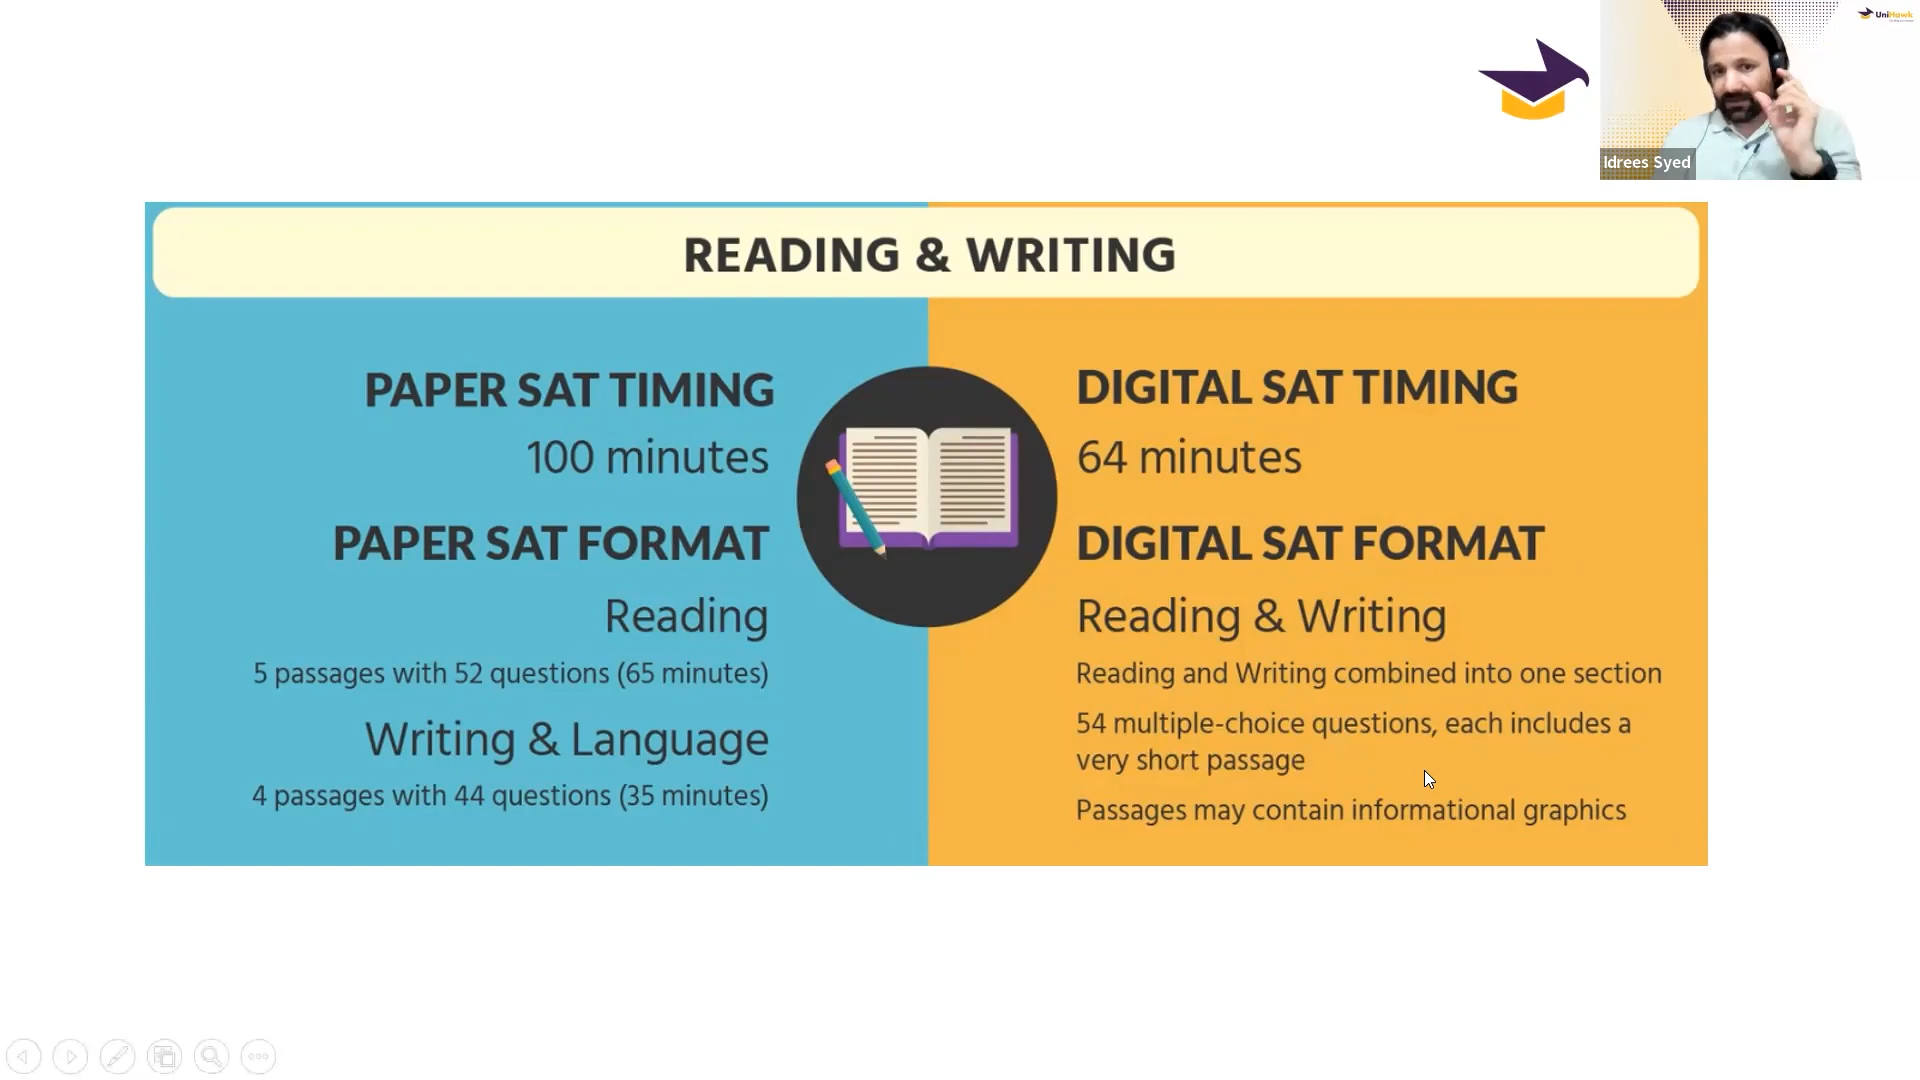 UniHawk
Idrees Syed
READING & WRITING
PAPER SAT TIMING
100 minutes
PAPER SAT FORMAT
Reading
5 passages with 52 questions (65 minutes)
Writing & Language
4 passages with 44 questions (35 minutes)
DIGITAL SAT TIMING
64 minutes
DIGITAL SAT FORMAT
Reading & Writing
Reading and Writing combined into one section
54 multiple-choice questions, each includes a
very short passage
Passages may contain informational graphics